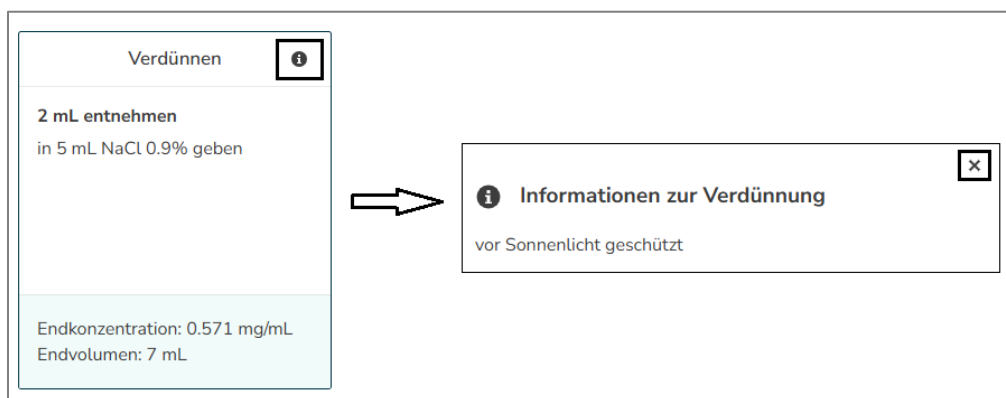 Verdünnen
2 mL entnehmen
in 5 mL NaCl 0.9% geben
Endkonzentration: 0.571 mg/mL
Endvolumen: 7 mL
Informationen zur Verdünnung
vor Sonnenlicht geschützt